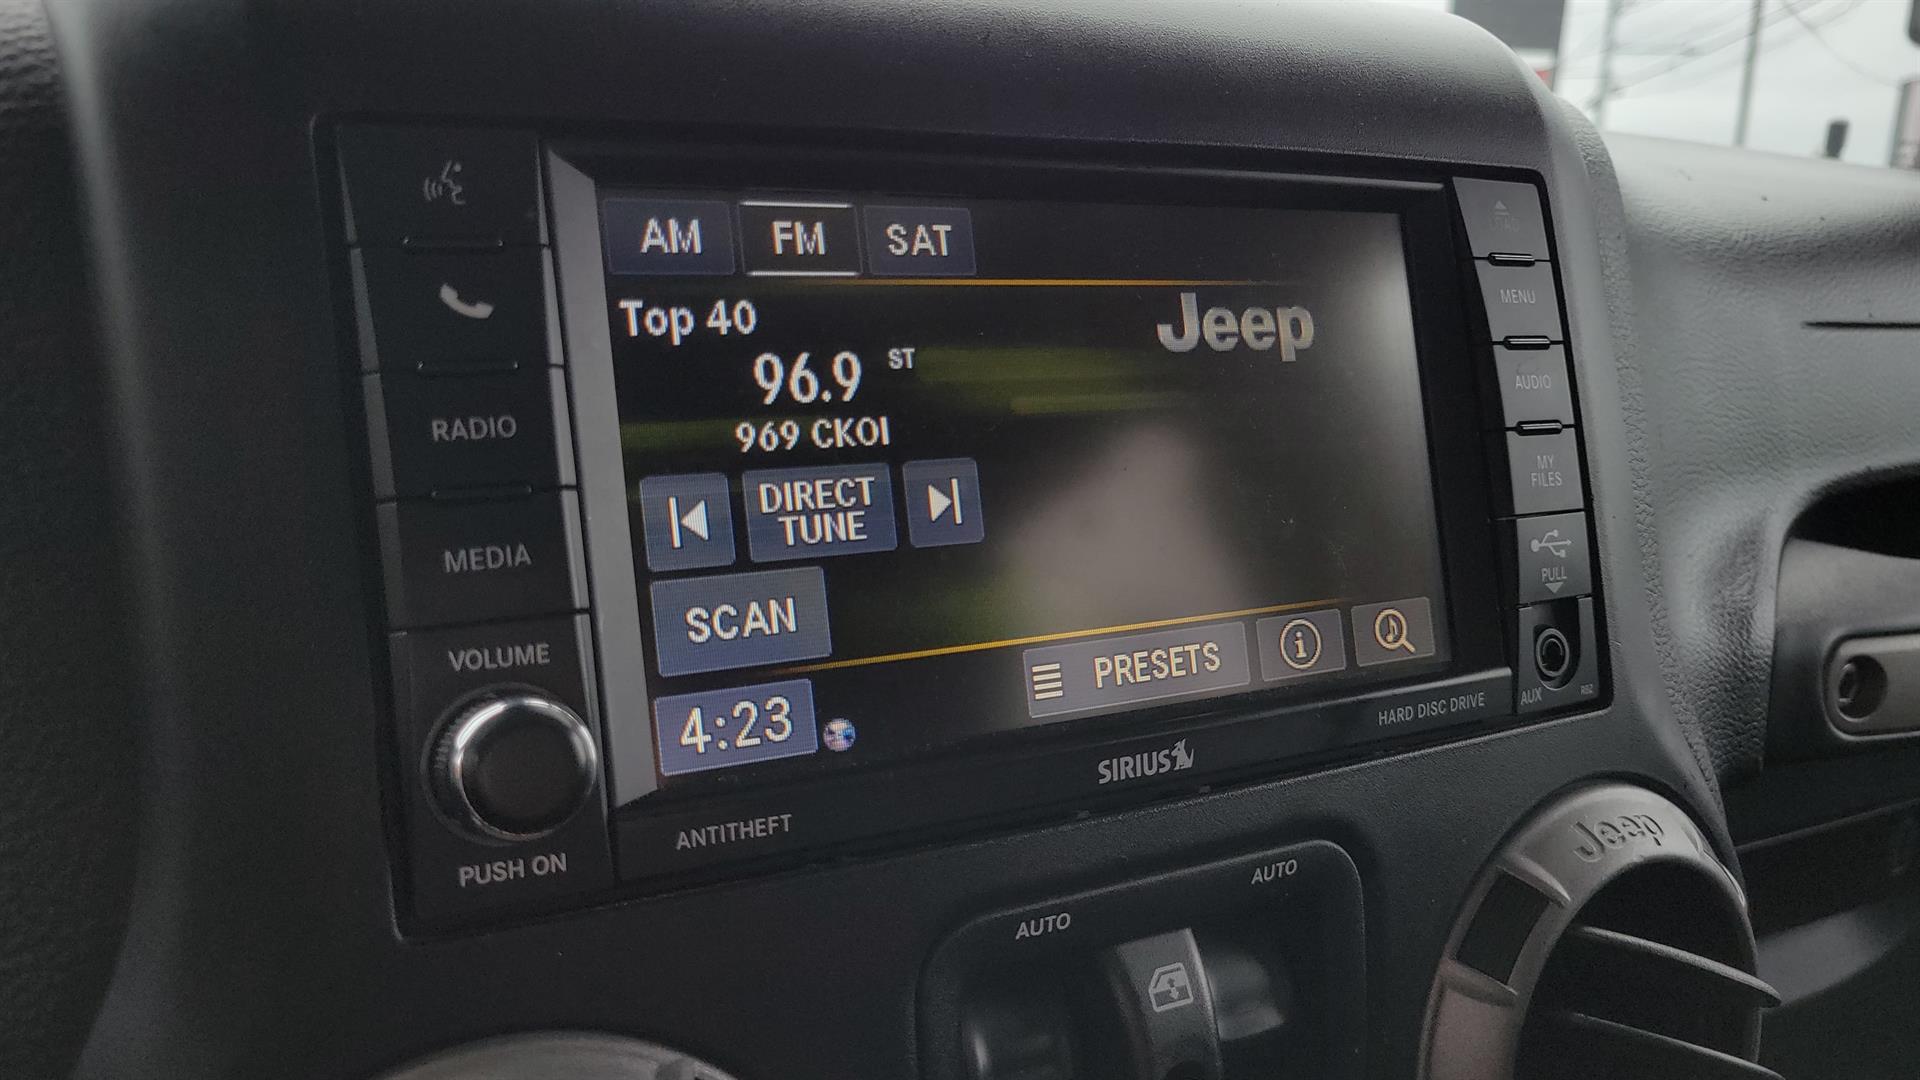 AM
FM
SAT
Top 40
96.9 ST
969 CKOI
Jeep
DIRECT
TUNE
SCAN
PRESETS
4:23
RADIO
MEDIA
VOLUME
PUSH ON
MENU
AUDIO
MY
FILES
PULL
AUX
RBZ
HARD DISC DRIVE
SIRIUS
ANTITHEFT
AUTO
AUTO
Jeep